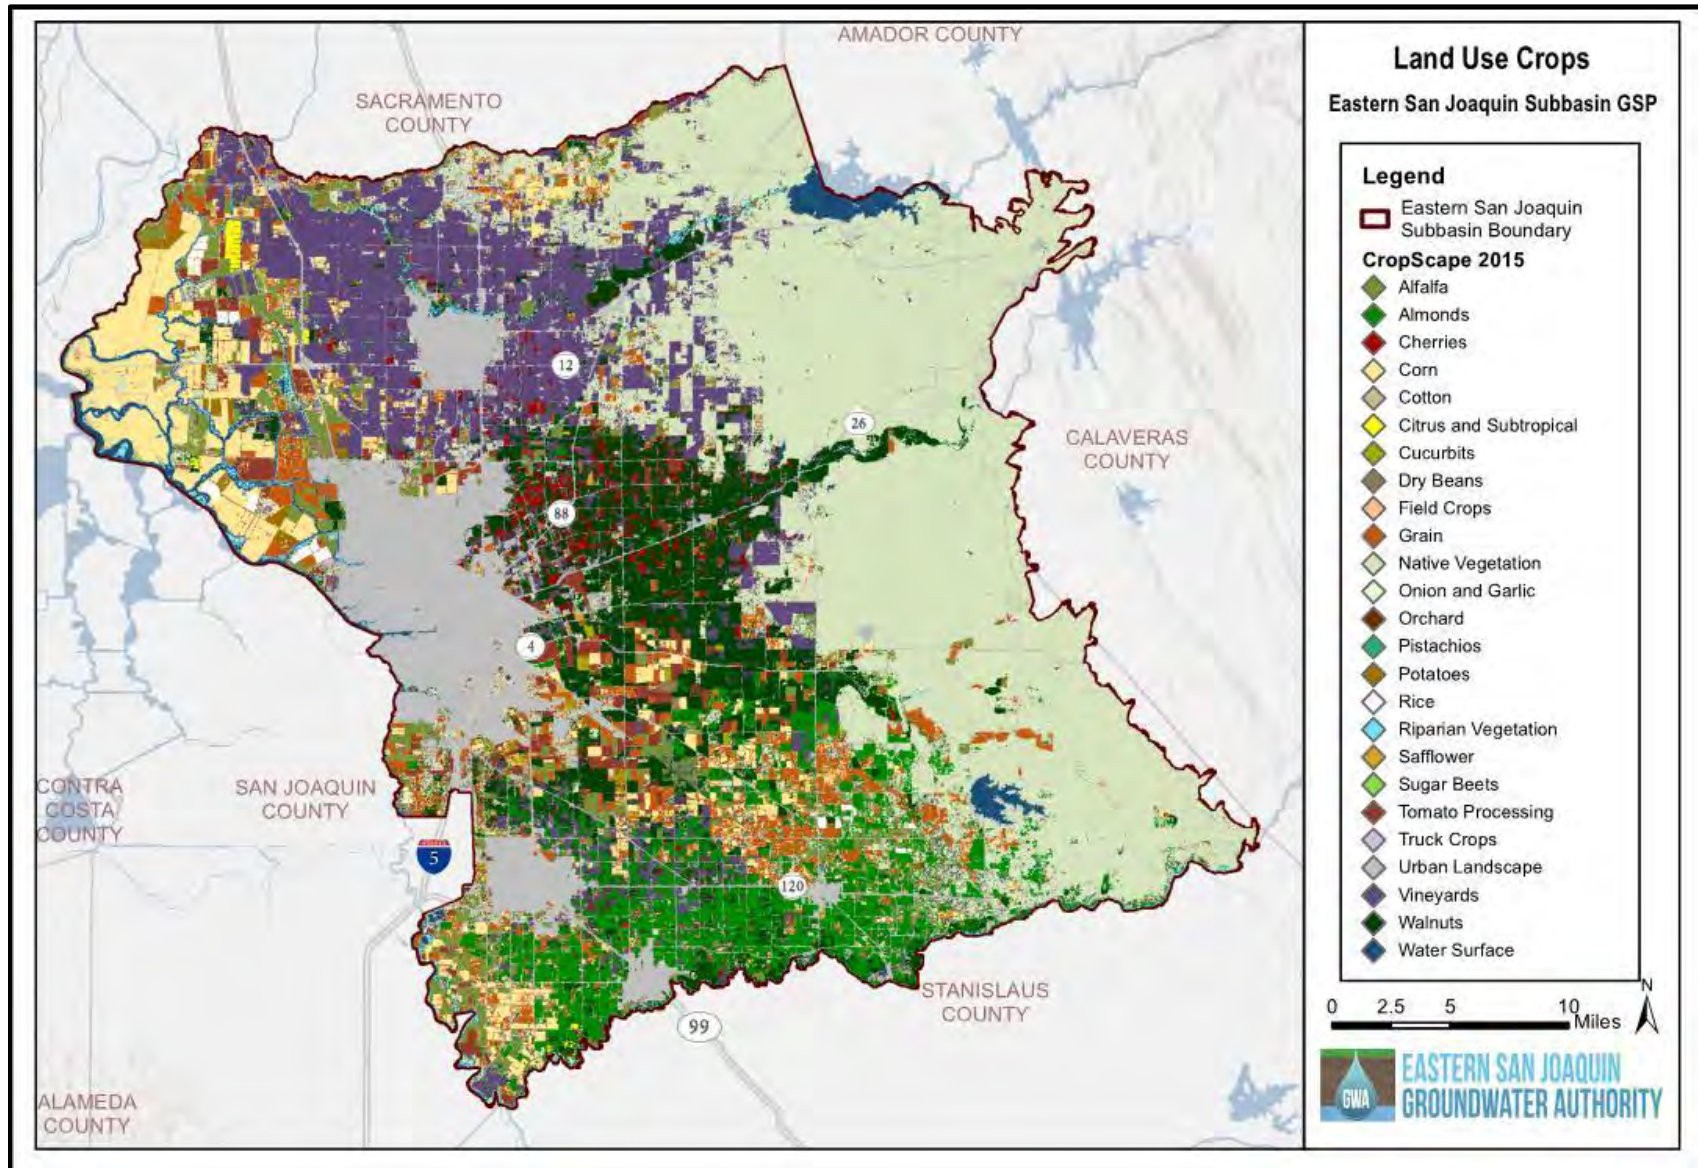 AMADOR COUNTY
SACRAMENTO
COUNTY
12
26
CALAVERAS
COUNTY
88
4
CONTRA
COSTA
COUNTY
SAN JOAQUIN
COUNTY
5
120
STANISLAUS
COUNTY
99
ALAMEDA
COUNTY
Land Use Crops
Eastern San Joaquin Subbasin GSP
Legend
Eastern San Joaquin
Subbasin Boundary
CropScape 2015
Alfalfa
Almonds
Cherries
Corn
Cotton
Citrus and Subtropical
Cucurbits
Dry Beans
Field Crops
Grain
Native Vegetation
Onion and Garlic
Orchard
Pistachios
Potatoes
Rice
Riparian Vegetation
Safflower
Sugar Beets
Tomato Processing
Truck Crops
Urban Landscape
Vineyards
Walnuts
Water Surface
N
0 2.5 5 10
Miles
GWA
EASTERN SAN JOAQUIN
GROUNDWATER AUTHORITY